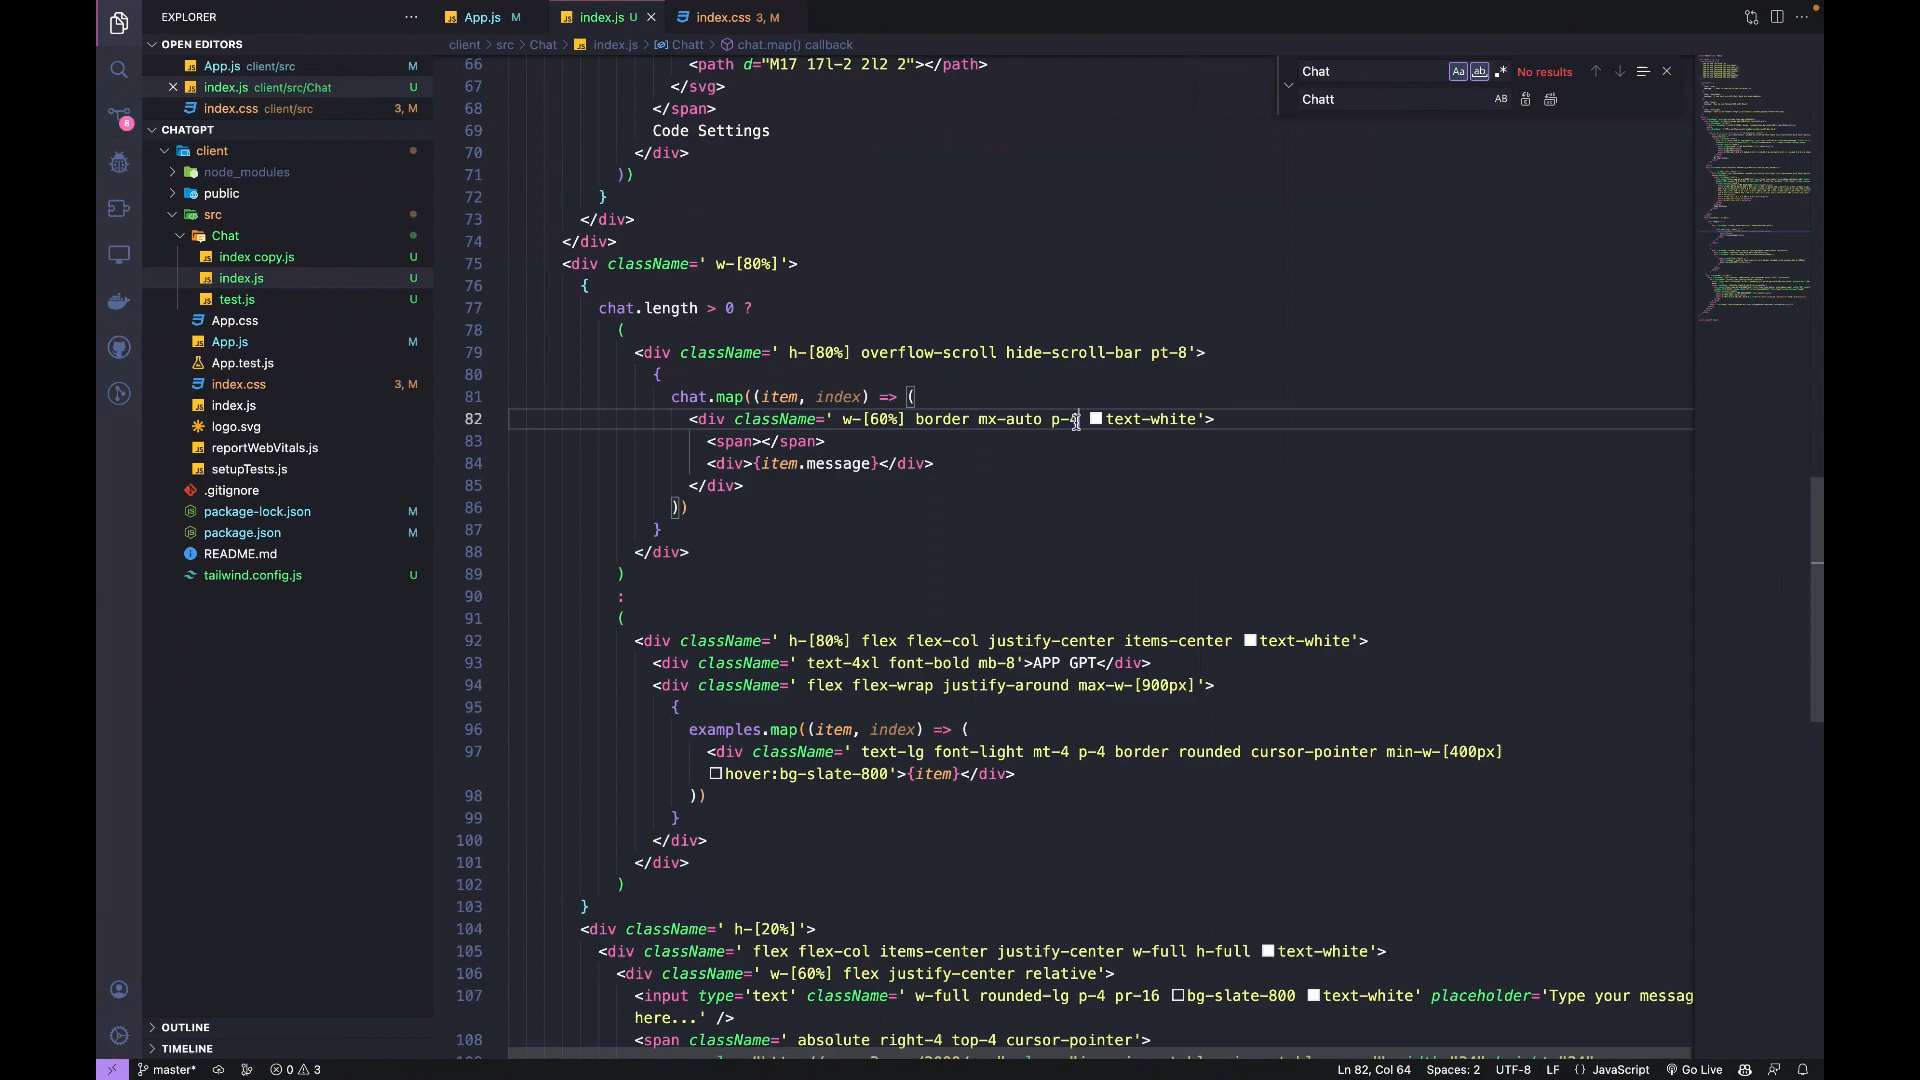 EXPLORER
OPEN EDITORS
App.js client/src M
index.js client/src/Chat U
index.css client/src 3, M
CHATGPT
client
node_modules
public
src
Chat
index copy.js U
index.js U
test.js U
App.css
App.js M
App.test.js
index.css 3, M
index.js
logo.svg
reportWebVitals.js
setupTests.js
.gitignore
package-lock.json M
package.json M
README.md
tailwind.config.js U
OUTLINE
TIMELINE
8
App.js M
index.js U
index.css 3, M
client > src > Chat > index.js > Chatt > chat.map() callback
Chat
Aa
ab
No results
Chatt
AB
66 <path d="M17 17l-2 2l2 2"></path>
67 </svg>
68 </span>
69 Code Settings
70 </div>
71 ))
72 }
73 </div>
74 </div>
75 <div className=' w-[80%]'>
76 {
77 chat.length > 0 ?
78 (
79 <div className=' h-[80%] overflow-scroll hide-scroll-bar pt-8'>
80 {
81 chat.map((item, index) => (
82 <div className=' w-[60%] border mx-auto p- text-white'>
83 <span></span>
84 <div>{item.message}</div>
85 </div>
86 ))
87 }
88 </div>
89 )
90 :
91 (
92 <div className=' h-[80%] flex flex-col justify-center items-center text-white'>
93 <div className=' text-4xl font-bold mb-8'>APP GPT</div>
94 <div className=' flex flex-wrap justify-around max-w-[900px]'>
95 {
96 examples.map((item, index) => (
97 <div className=' text-lg font-light mt-4 p-4 border rounded cursor-pointer min-w-[400px]
hover:bg-slate-800'>{item}</div>
98 ))
99 }
100 </div>
101 </div>
102 )
103 }
104 <div className=' h-[20%]'>
105 <div className=' flex flex-col items-center justify-center w-full h-full text-white'>
106 <div className=' w-[60%] flex justify-center relative'>
107 <input type='text' className=' w-full rounded-lg p-4 pr-16 bg-slate-800 text-white' placeholder='Type your messag
here...' />
108 <span className=' absolute right-4 top-4 cursor-pointer'>
master* 0 3
Ln 82, Col 64 Spaces: 2 UTF-8 LF {} JavaScript Go Live